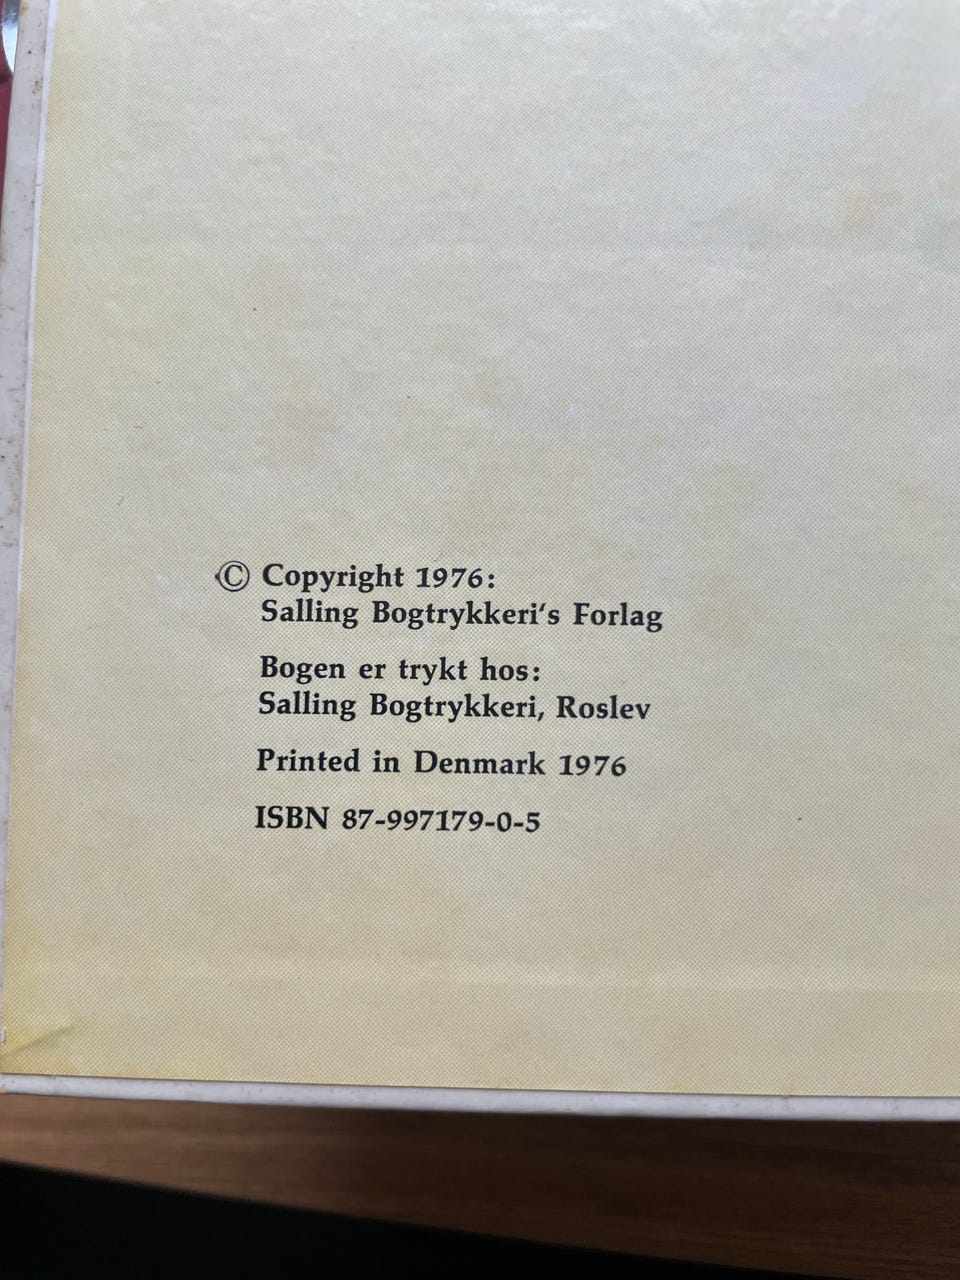 © Copyright 1976:
Salling Bogtrykkeri's Forlag
Bogen er trykt hos:
Salling Bogtrykkeri, Roslev
Printed in Denmark 1976
ISBN 87-997179-0-5